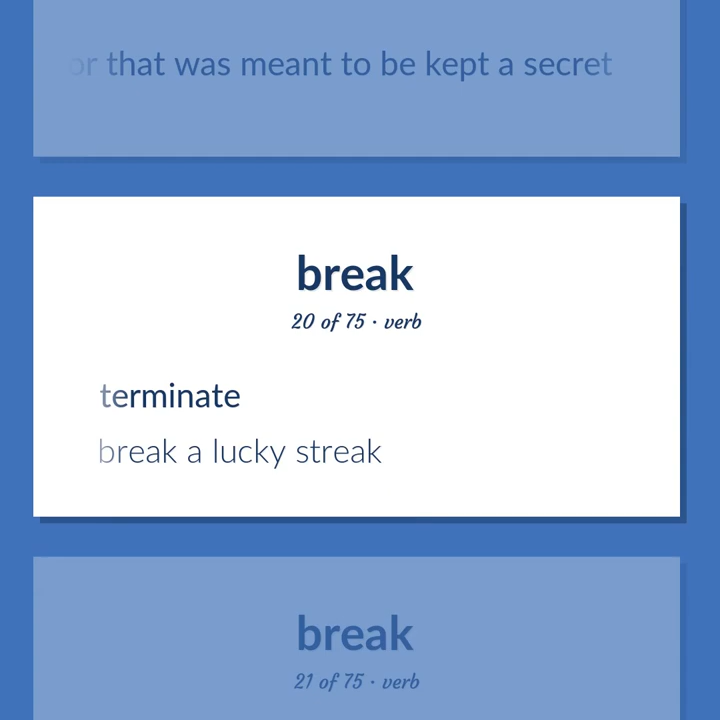 or that was meant to be kept a secret
break
20 of 75 · verb
terminate
break a lucky streak
break
21 of 75 · verb